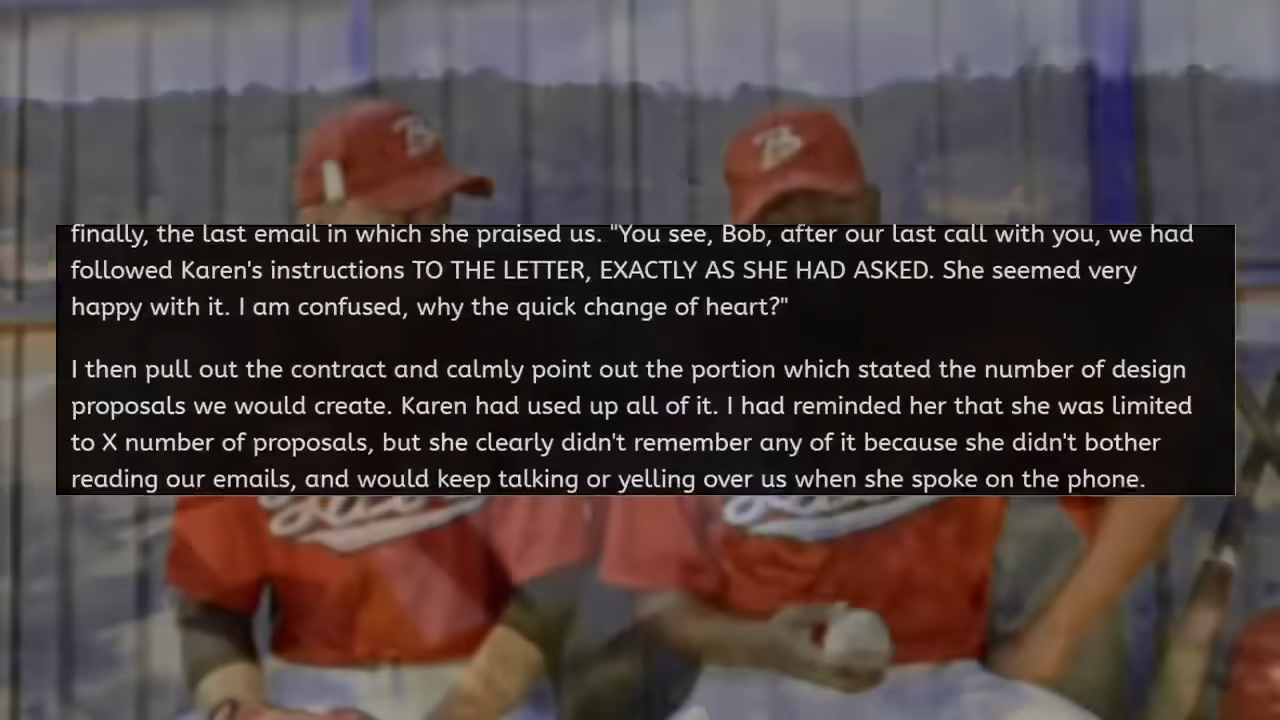 B
B
finally, the last email in which she praised us. "You see, Bob, after our last call with you, we had
followed Karen's instructions TO THE LETTER, EXACTLY AS SHE HAD ASKED. She seemed very
happy with it. I am confused, why the quick change of heart?"
I then pull out the contract and calmly point out the portion which stated the number of design
proposals we would create. Karen had used up all of it. I had reminded her that she was limited
to X number of proposals, but she clearly didn't remember any of it because she didn't bother
reading our emails, and would keep talking or yelling over us when she spoke on the phone.